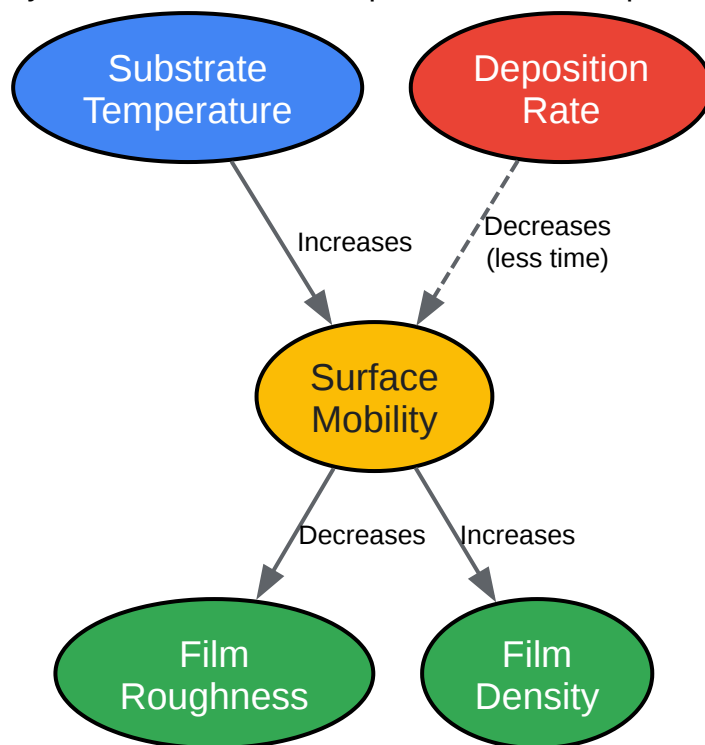 Substrate
Temperature
Deposition
Rate
Increases
Decreases
(less time)
Surface
Mobility
Decreases
Increases
Film
Roughness
Film
Density